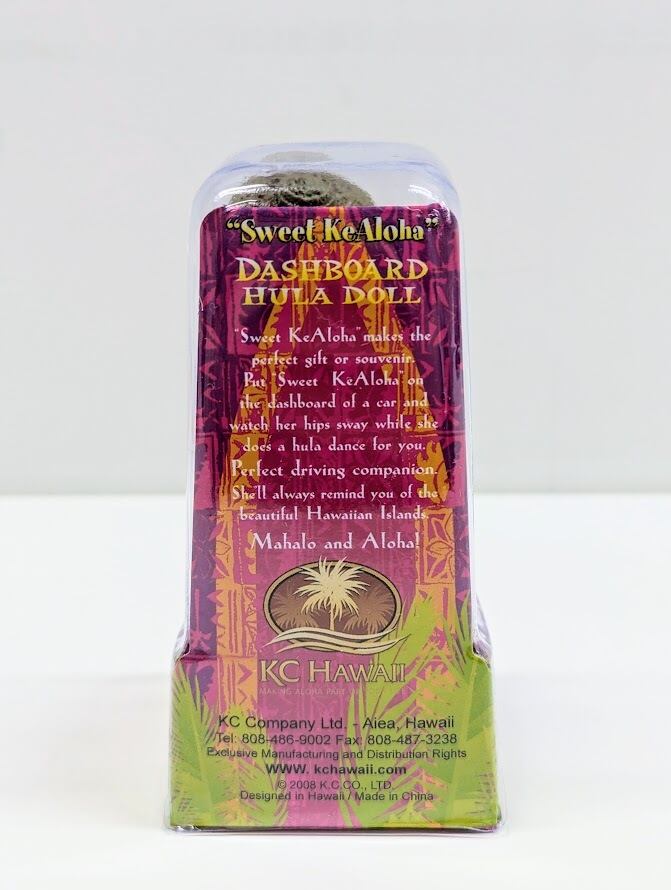 "Sweet KeAloha"
DASHBOARD
HULA DOLL
"Sweet KeAloha" makes the
perfect gift or souvenir.
Put "Sweet KeAloha" on
the dashboard of a car and
watch her hips sway while she
does a hula dance for you.
Perfect driving companion.
She'll always remind you of the
beautiful Hawaiian Islands.
Mahalo and Aloha!
KC HAWAII
MAKING ALOHA PART
KC Company Ltd. - Aiea, Hawaii
Tel: 808-486-9002 Fax: 808-487-3238
Exclusive Manufacturing and Distribution Rights
WWW. kchawaii.com
© 2008 K.C.CO., LTD.
Designed in Hawaii / Made in China